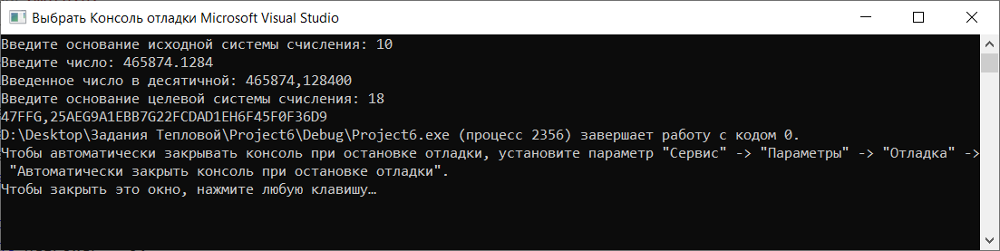 Выбрать Консоль отладки Microsoft Visual Studio
Введите основание исходной системы счисления: 10
Введите число: 465874.1284
Введенное число в десятичной: 465874,128400
Введите основание целевой системы счисления: 18
47FFG,25AEG9A1EBB7G22FCDAD1EH6F45F0F36D9
D:\Desktop\Задания Тепловой\Project6\Debug\Project6.exe (процесс 2356) завершает работу с кодом 0.
Чтобы автоматически закрывать консоль при остановке отладки, установите параметр "Сервис" -> "Параметры" -> "Отладка" ->
"Автоматически закрыть консоль при остановке отладки".
Чтобы закрыть это окно, нажмите любую клавишу…